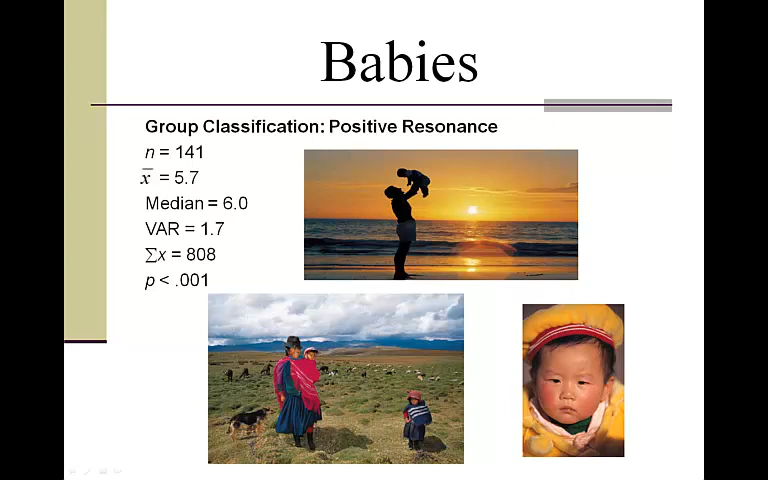 Babies
Group Classification: Positive Resonance
n = 141
x̅ = 5.7
Median = 6.0
VAR = 1.7
∑x = 808
p < .001